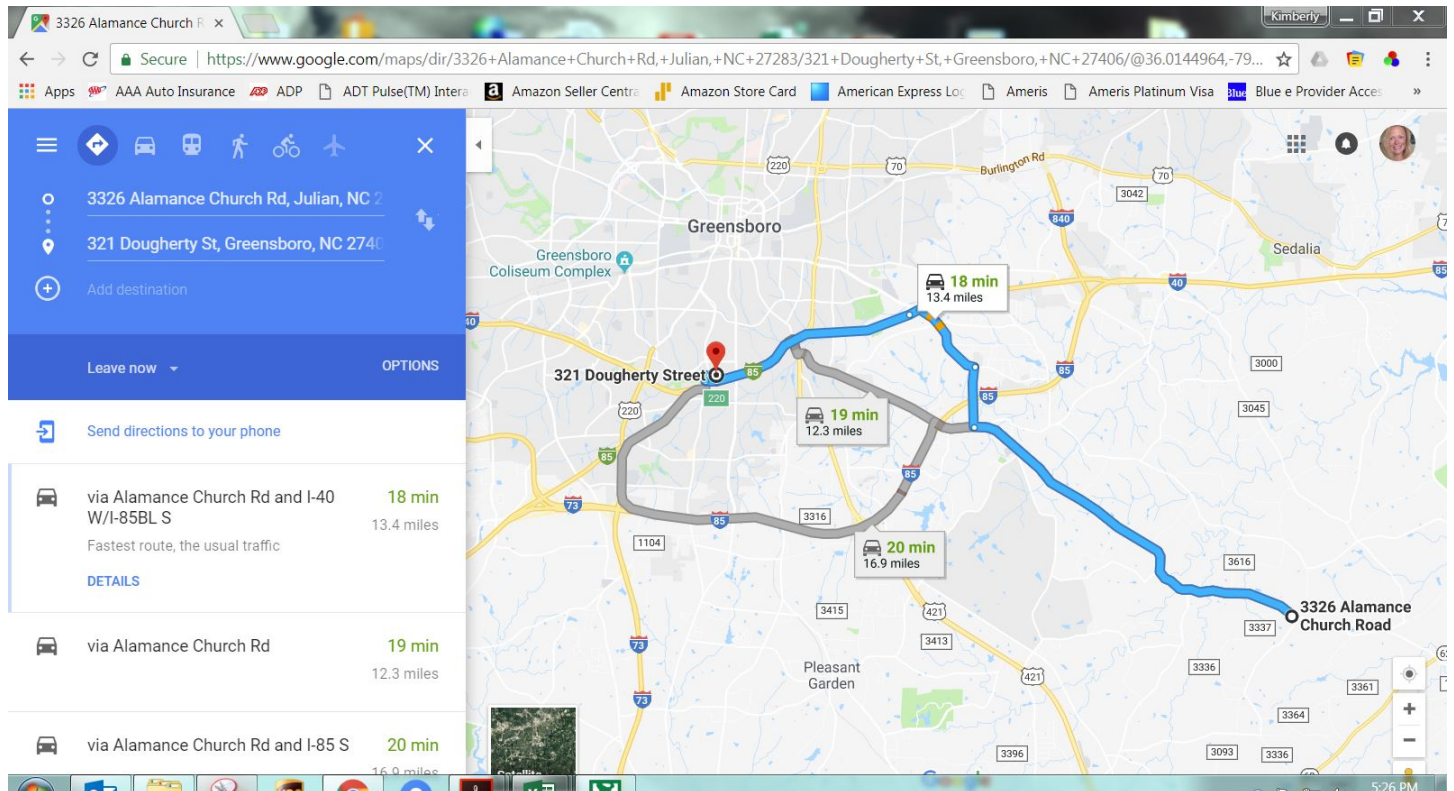 3326 Alamance Church R
Kimberly
Secure
https://www.google.com/maps/dir/3326+Alamance+Church+Rd,+Julian,+NC+27283/321+Dougherty+St,+Greensboro,+NC+27406/@36.0144964,-79...
Apps AAA Auto Insurance ADP ADT Pulse(TM) Intera Amazon Seller Centra Amazon Store Card American Express Log Ameris Ameris Platinum Visa Blue Blue e Provider Acces »
3326 Alamance Church Rd, Julian, NC 2
321 Dougherty St, Greensboro, NC 2740
Add destination
Leave now
OPTIONS
Send directions to your phone
via Alamance Church Rd and I-40
W/I-85BL S
18 min
13.4 miles
Fastest route, the usual traffic
DETAILS
via Alamance Church Rd
19 min
12.3 miles
via Alamance Church Rd and I-85 S
20 min
16.9 miles
220
70
Burlington Rd
70
3042
840
Greensboro
Sedalia
Greensboro
Coliseum Complex
85
40
18 min
13.4 miles
40
321 Dougherty Street
85
220
220
85
3000
85
3045
19 min
12.3 miles
85
85
73
85
3316
1104
20 min
16.9 miles
3616
3326 Alamance
Church Road
3337
3415
421
3413
73
Pleasant
Garden
421
3336
3361
73
3364
3396
3093
3336
Satellite
Google
5:26 PM